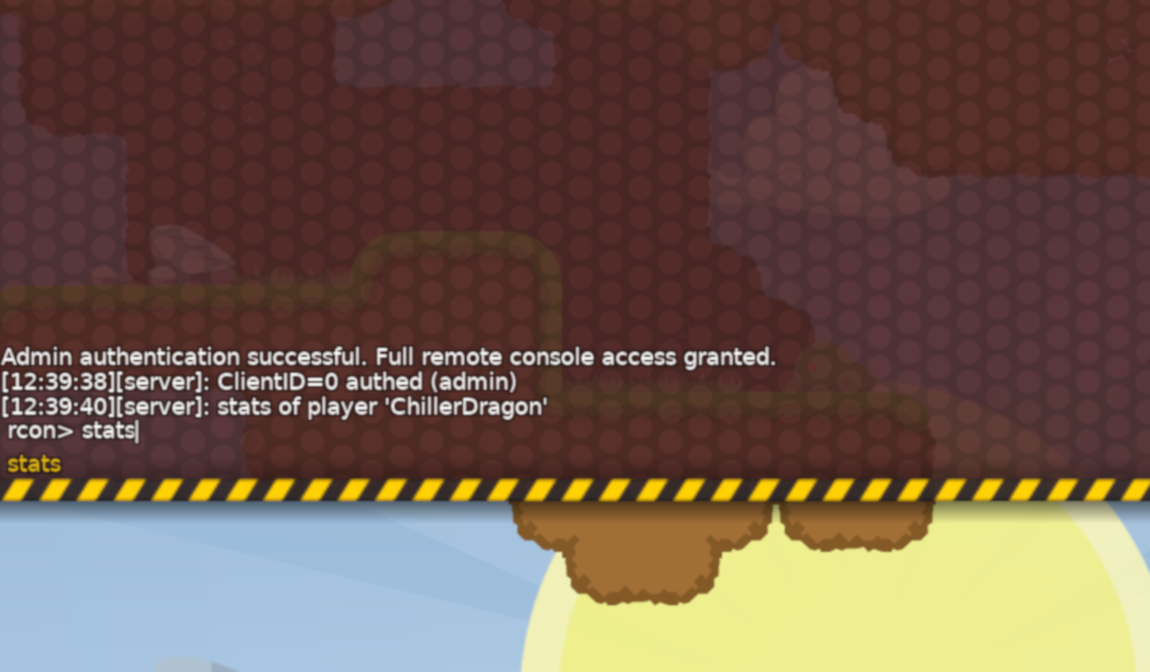 Admin authentication successful. Full remote console access granted.
[12:39:38][server]: ClientID=0 authed (admin)
[12:39:40][server]: stats of player 'ChillerDragon'
rcon> stats
stats